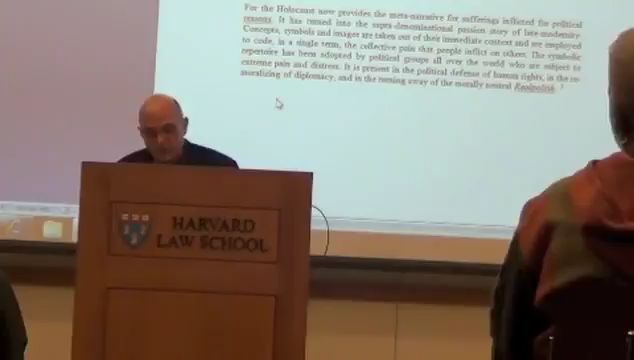 For the Holocaust now provides the meta-narrative for sufferings inflicted for political
reasons. It has turned into the supra-denominational passion story of late-modernity.
Concepts, symbols and images are taken out of their immediate context and are employed
to code, in a single term, the collective pain that people inflict on others. The symbolic
repertoire has been adopted by political groups all over the world who are subject to
extreme pain and distress. It is present in the political defense of human rights, in the re-
moralizing of diplomacy, and in the turning away of the morally neutral Realpolitik.
HARVARD
LAW SCHOOL